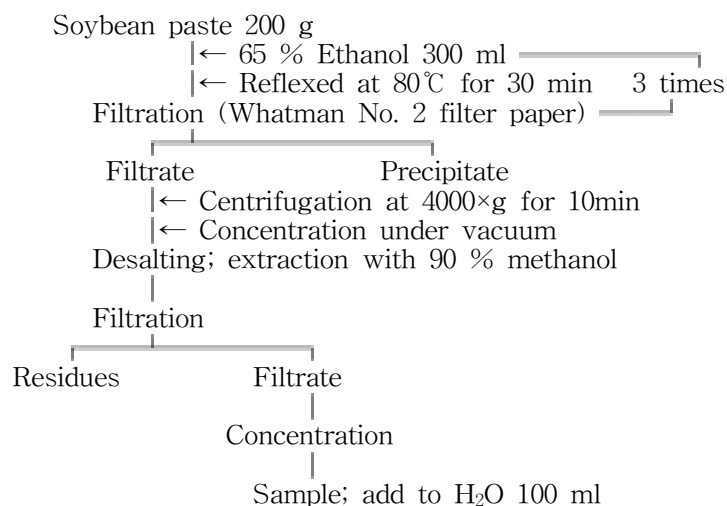 Soybean paste 200 g
← 65 % Ethanol 300 ml
← Reflexed at 80℃ for 30 min 3 times
Filtration (Whatman No. 2 filter paper)
Filtrate Precipitate
← Centrifugation at 4000×g for 10min
← Concentration under vacuum
Desalting; extraction with 90 % methanol
Filtration
Residues Filtrate
Concentration
Sample; add to H₂O 100 ml